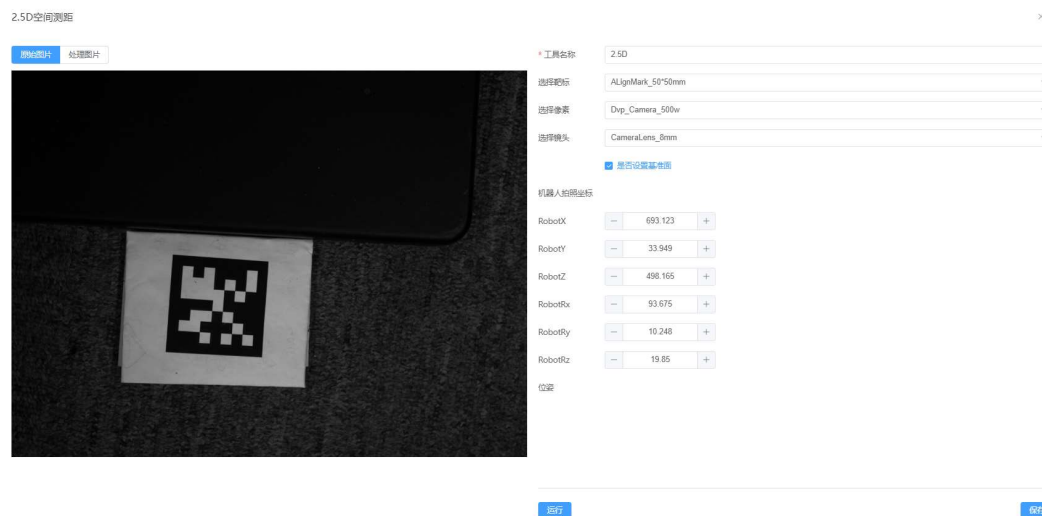 2.5D空间测距
原始图片 处理图片
* 工具名称 2.5D
选择靶标 ALignMark_50*50mm
选择像素 Dvp_Camera_500w
选择镜头 CameraLens_8mm
是否设置基准面
机器人拍照坐标
RobotX − 693.123 +
RobotY − 33.949 +
RobotZ − 498.165 +
RobotRx − 93.675 +
RobotRy − 10.248 +
RobotRz − 19.85 +
位姿
运行 保存